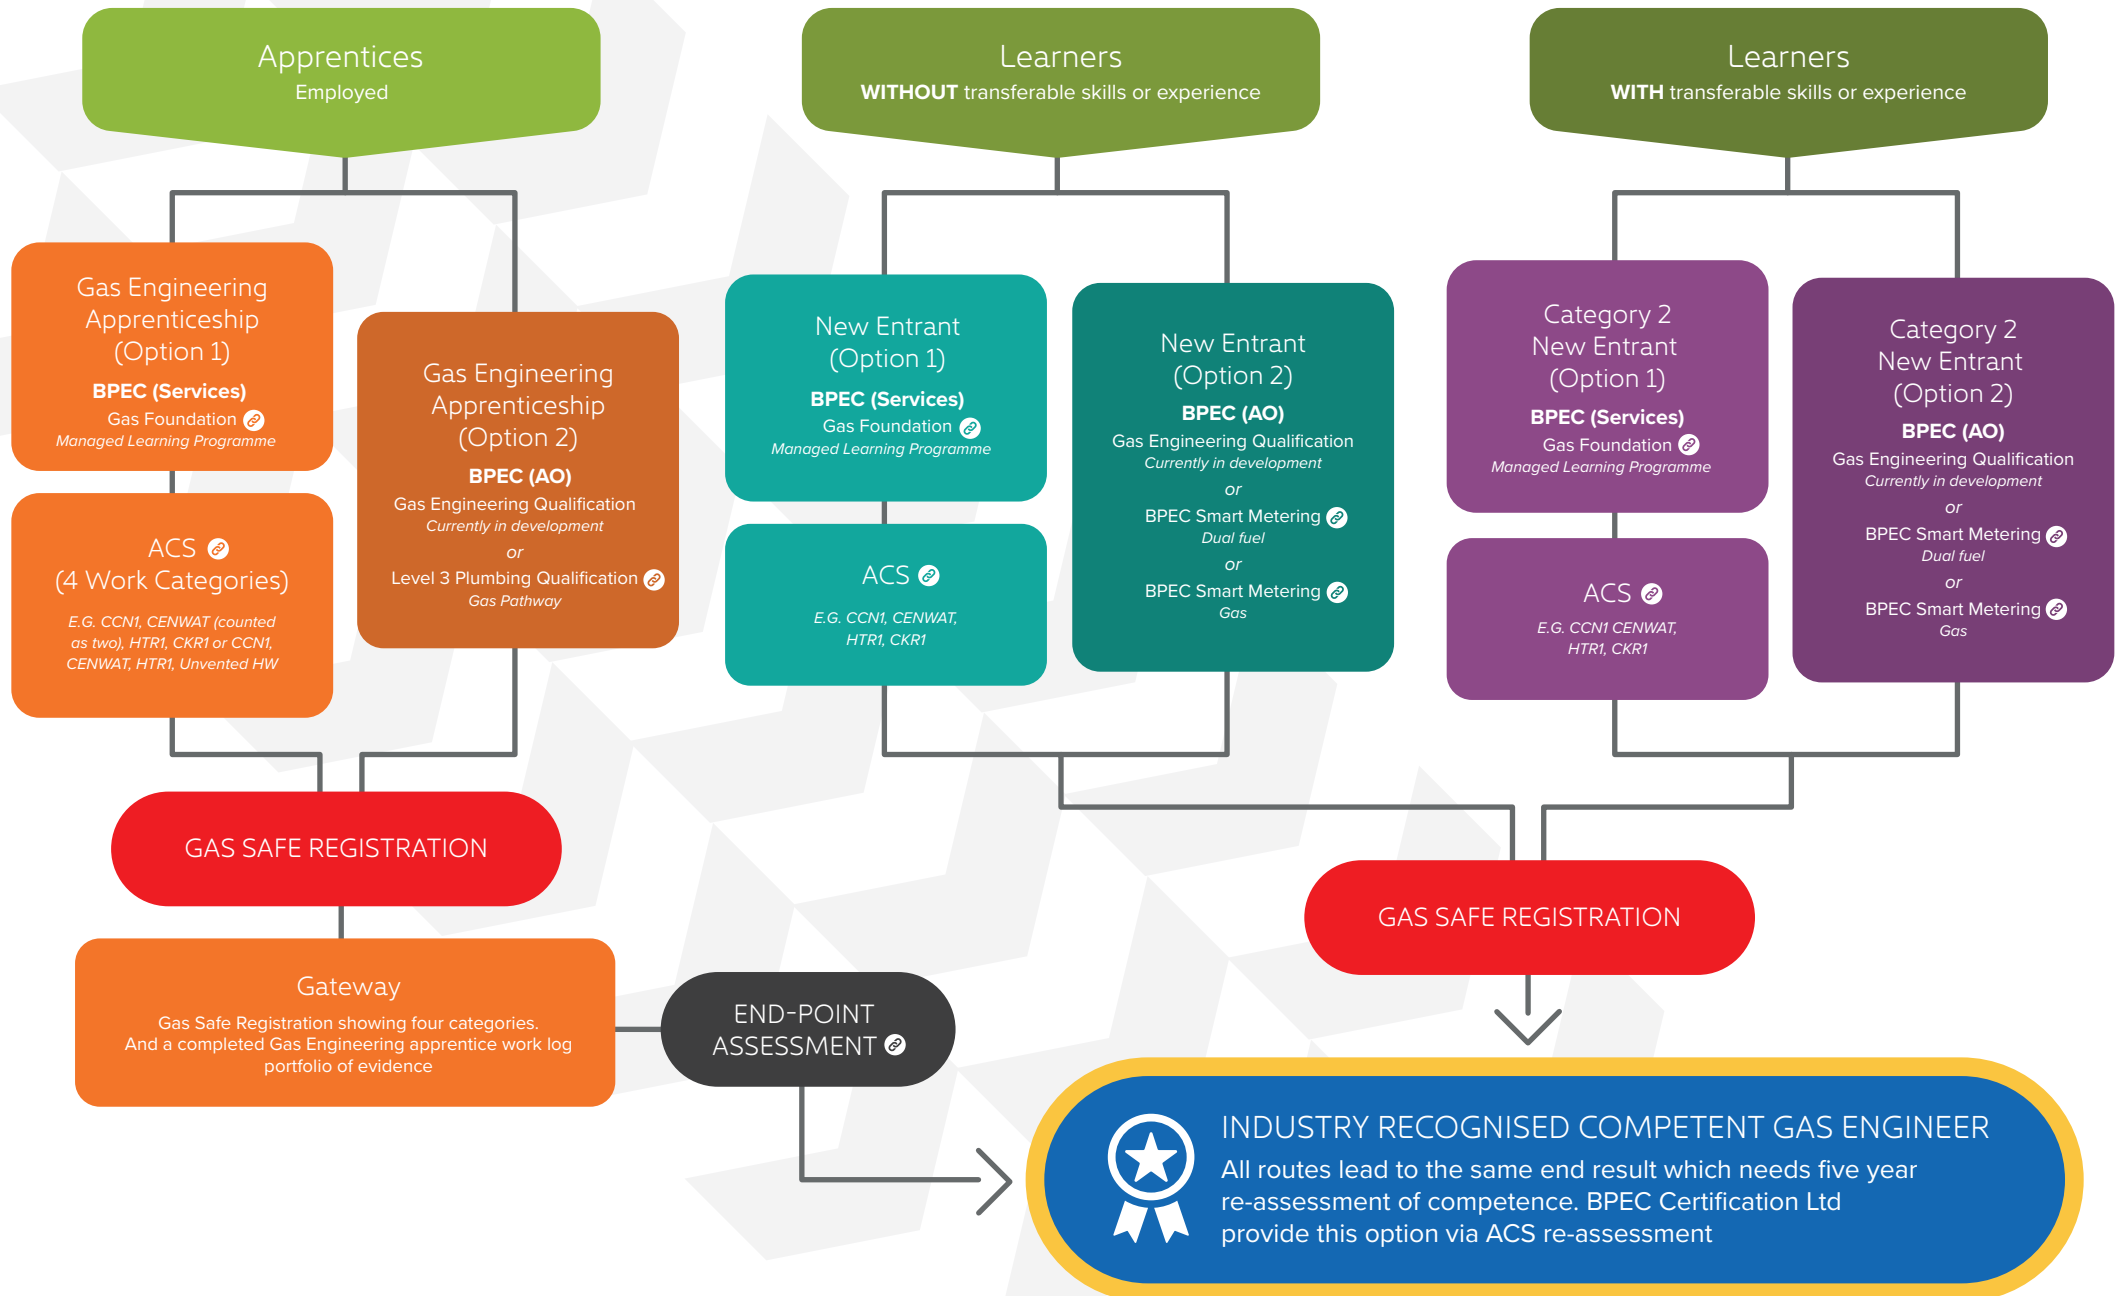 Apprentices
Employed
Learners
WITHOUT transferable skills or experience
Learners
WITH transferable skills or experience
Gas Engineering
Apprenticeship
(Option 1)
BPEC (Services)
Gas Foundation
Managed Learning Programme
ACS
(4 Work Categories)
E.G. CCN1, CENWAT (counted
as two), HTR1, CKR1 or CCN1,
CENWAT, HTR1, Unvented HW
Gas Engineering
Apprenticeship
(Option 2)
BPEC (AO)
Gas Engineering Qualification
Currently in development
or
Level 3 Plumbing Qualification
Gas Pathway
New Entrant
(Option 1)
BPEC (Services)
Gas Foundation
Managed Learning Programme
ACS
E.G. CCN1, CENWAT,
HTR1, CKR1
New Entrant
(Option 2)
BPEC (AO)
Gas Engineering Qualification
Currently in development
or
BPEC Smart Metering
Dual fuel
or
BPEC Smart Metering
Gas
Category 2
New Entrant
(Option 1)
BPEC (Services)
Gas Foundation
Managed Learning Programme
ACS
E.G. CCN1 CENWAT,
HTR1, CKR1
Category 2
New Entrant
(Option 2)
BPEC (AO)
Gas Engineering Qualification
Currently in development
or
BPEC Smart Metering
Dual fuel
or
BPEC Smart Metering
Gas
GAS SAFE REGISTRATION
GAS SAFE REGISTRATION
Gateway
Gas Safe Registration showing four categories.
And a completed Gas Engineering apprentice work log
portfolio of evidence
END-POINT
ASSESSMENT
INDUSTRY RECOGNISED COMPETENT GAS ENGINEER
All routes lead to the same end result which needs five year
re-assessment of competence. BPEC Certification Ltd
provide this option via ACS re-assessment